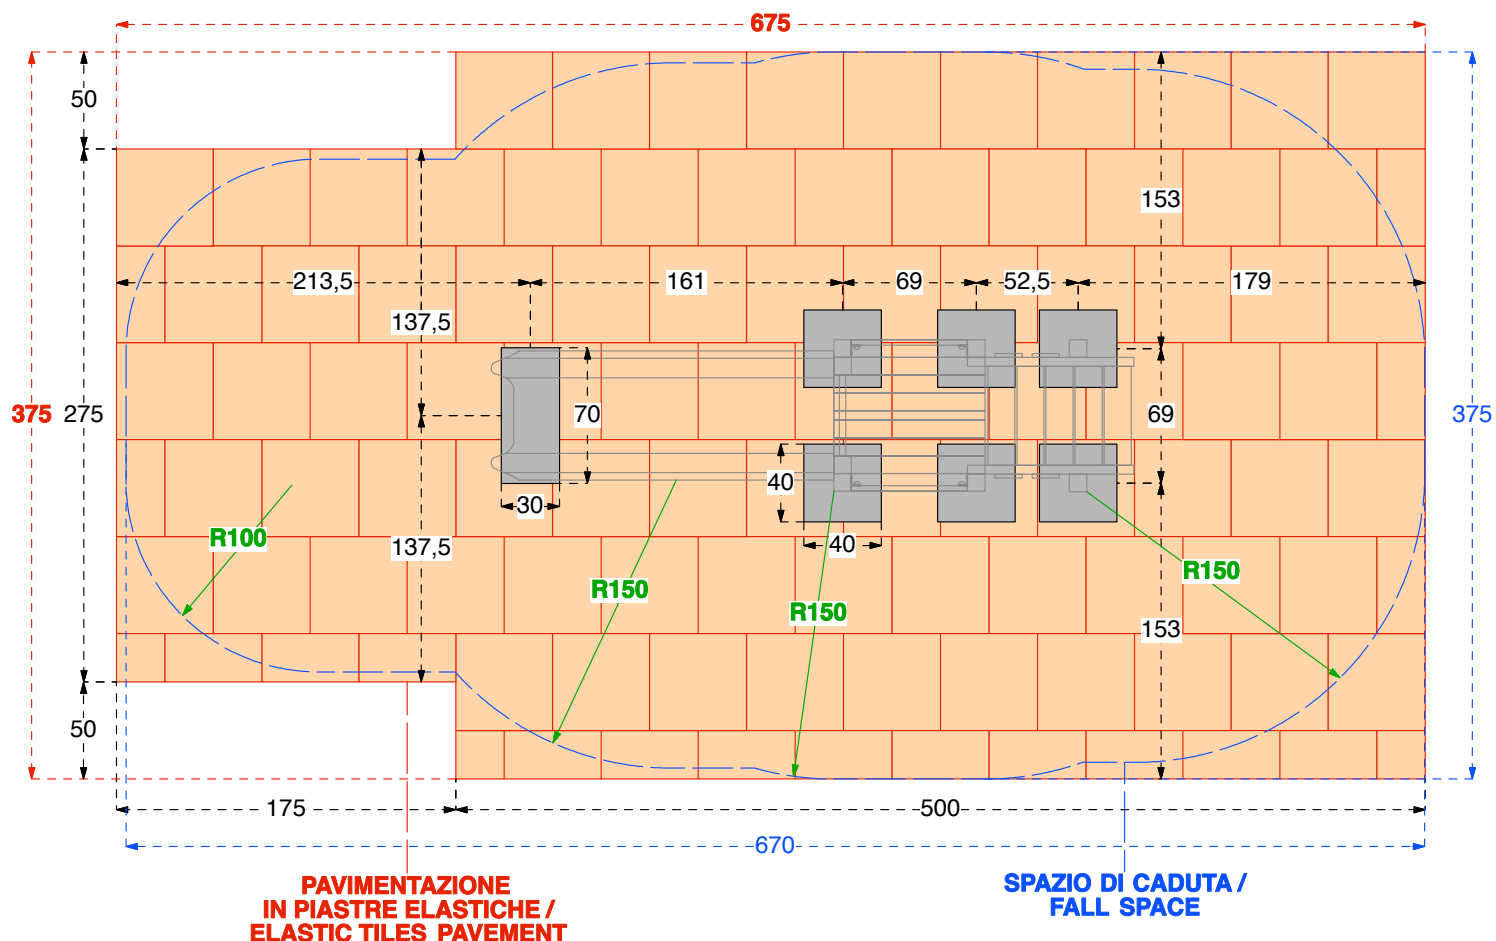 675
50
153
213,5
161
69
52,5
179
137,5
375
275
70
69
375
40
30
40
R100
137,5
R150
R150
R150
153
50
175
500
670
PAVIMENTAZIONE
IN PIASTRE ELASTICHE /
ELASTIC TILES PAVEMENT
SPAZIO DI CADUTA /
FALL SPACE